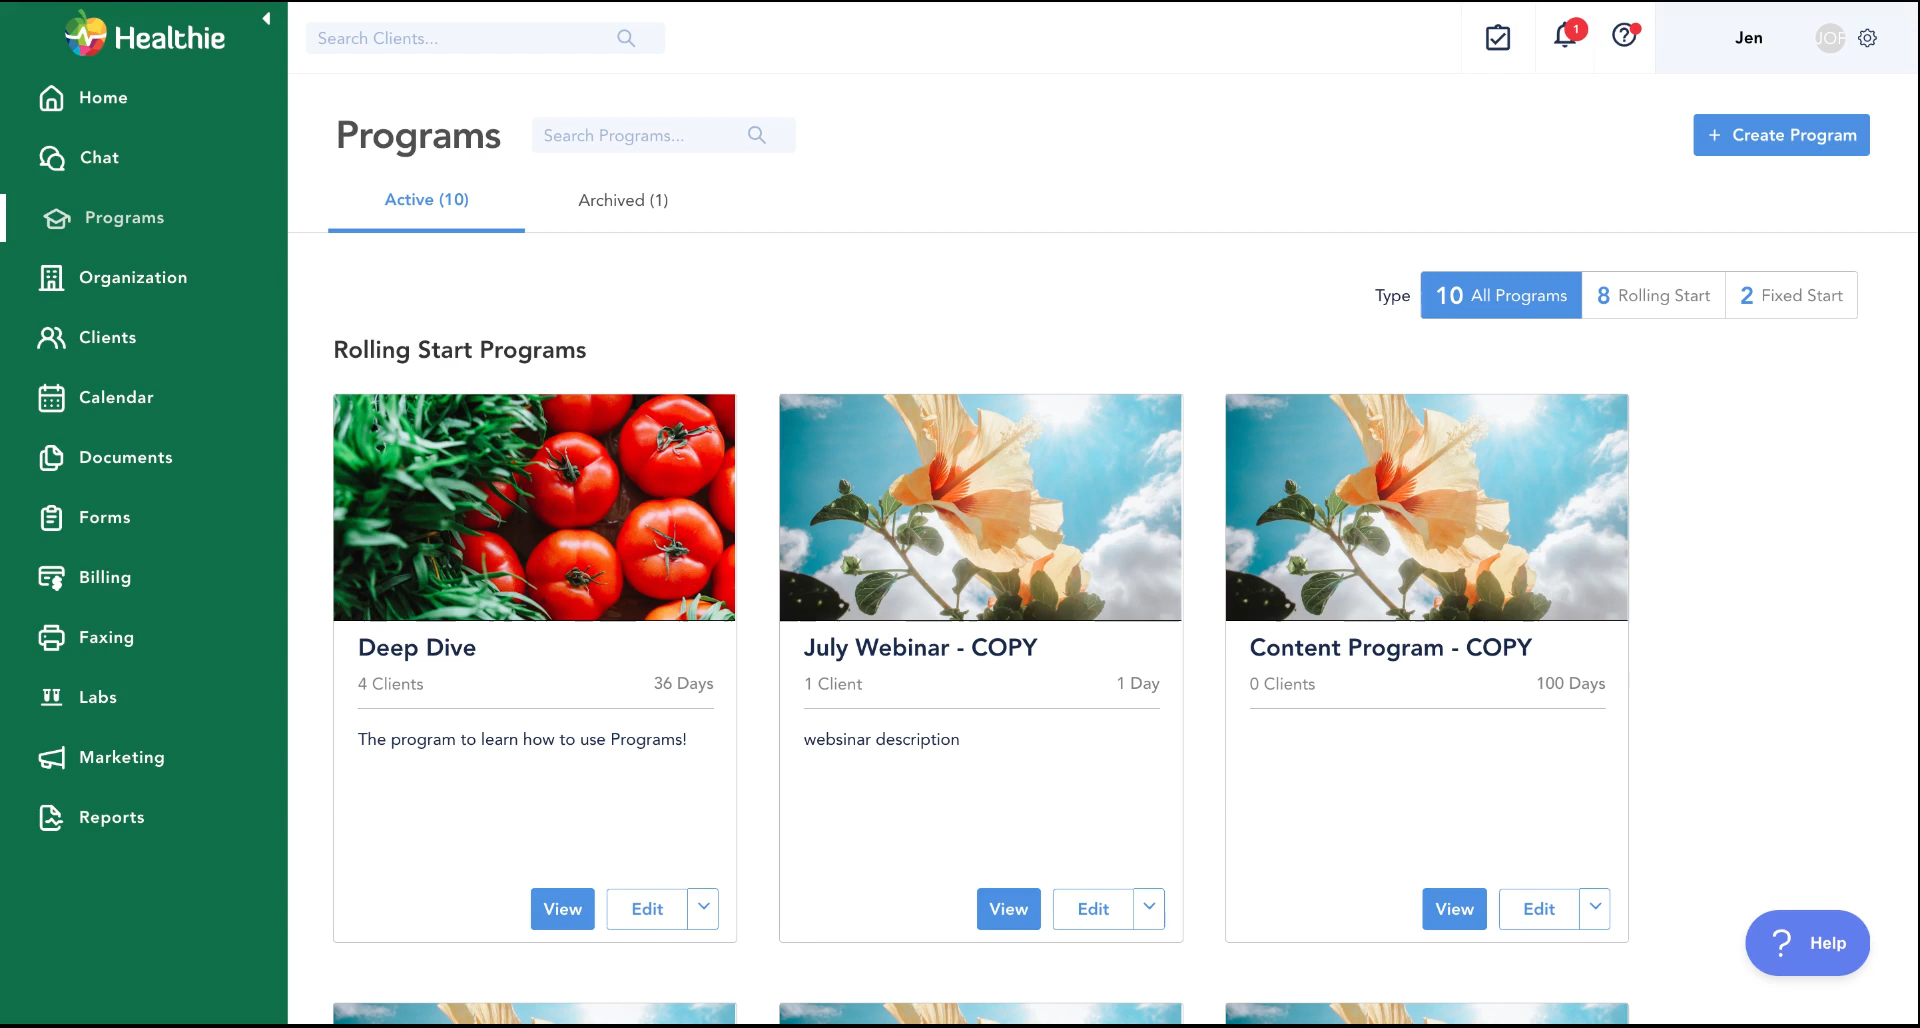 Healthie
Search Clients...
1
Jen
JOF
Home
Chat
Programs
Organization
Clients
Calendar
Documents
Forms
Billing
Faxing
Labs
Marketing
Reports
Programs
Search Programs...
+ Create Program
Active (10)
Archived (1)
Type
10 All Programs
8 Rolling Start
2 Fixed Start
Rolling Start Programs
Deep Dive
4 Clients
36 Days
The program to learn how to use Programs!
View
Edit
July Webinar - COPY
1 Client
1 Day
websinar description
View
Edit
Content Program - COPY
0 Clients
100 Days
View
Edit
? Help